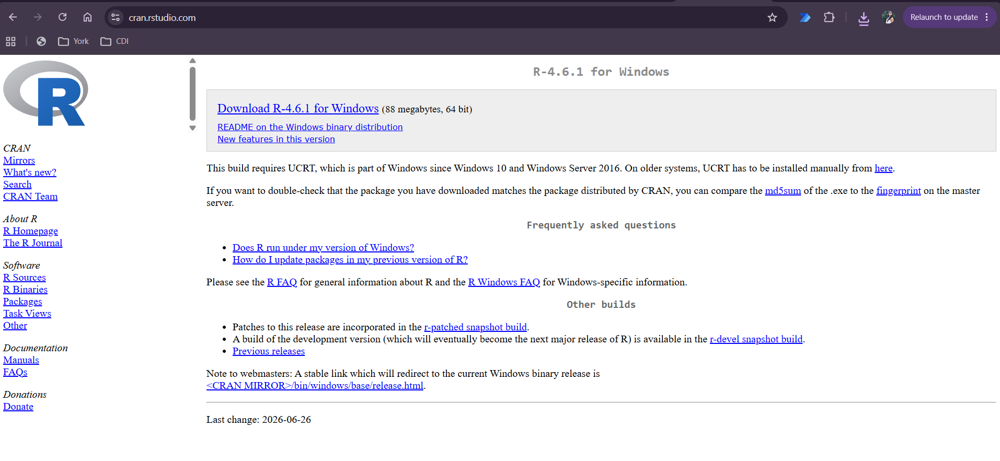 cran.rstudio.com
Relaunch to update
York
CDI
R
CRAN
Mirrors
What's new?
Search
CRAN Team
About R
R Homepage
The R Journal
Software
R Sources
R Binaries
Packages
Task Views
Other
Documentation
Manuals
FAQs
Donations
Donate
R-4.6.1 for Windows
Download R-4.6.1 for Windows (88 megabytes, 64 bit)
README on the Windows binary distribution
New features in this version
This build requires UCRT, which is part of Windows since Windows 10 and Windows Server 2016. On older systems, UCRT has to be installed manually from here.
If you want to double-check that the package you have downloaded matches the package distributed by CRAN, you can compare the md5sum of the .exe to the fingerprint on the master
server.
Frequently asked questions
• Does R run under my version of Windows?
• How do I update packages in my previous version of R?
Please see the R FAQ for general information about R and the R Windows FAQ for Windows-specific information.
Other builds
• Patches to this release are incorporated in the r-patched snapshot build.
• A build of the development version (which will eventually become the next major release of R) is available in the r-devel snapshot build.
• Previous releases
Note to webmasters: A stable link which will redirect to the current Windows binary release is
<CRAN MIRROR>/bin/windows/base/release.html.
Last change: 2026-06-26